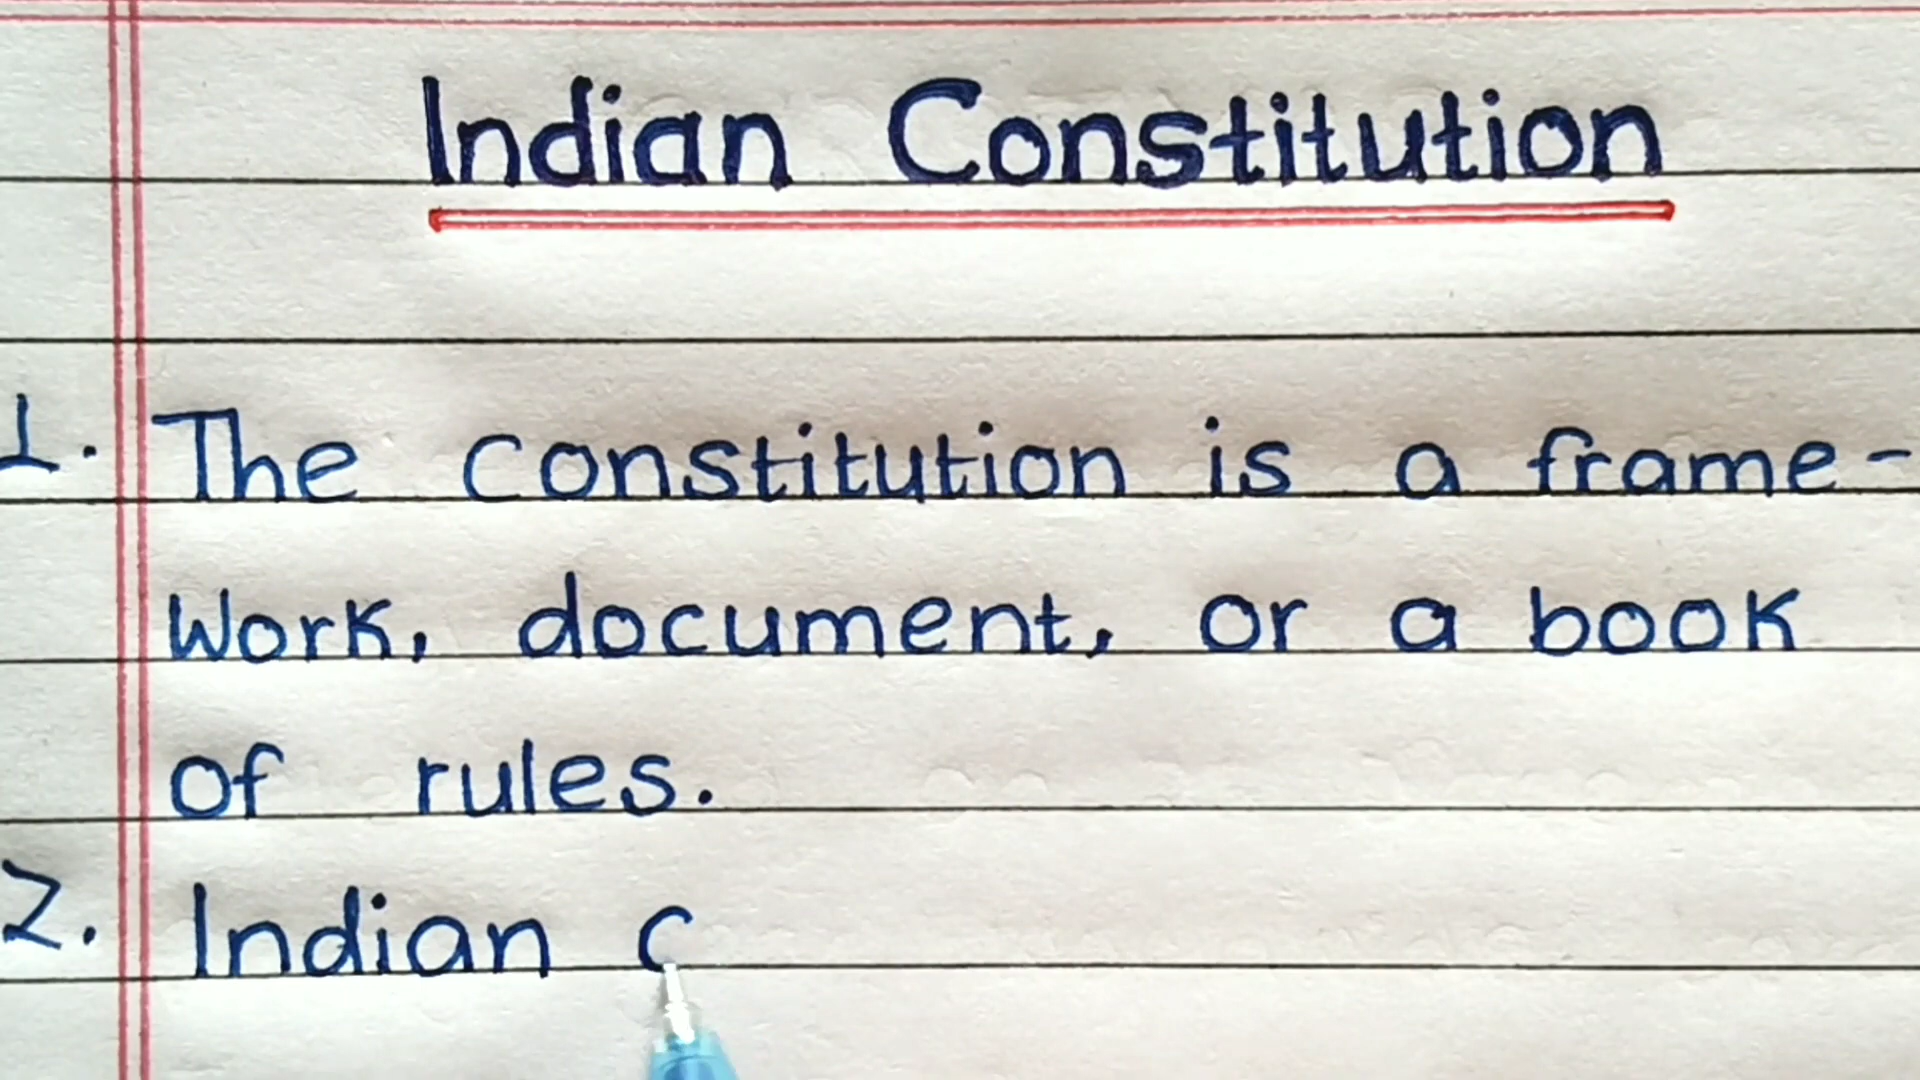 Indian Constitution
1. The Constitution is a frame-
work, document, or a book
of rules.
2. Indian c